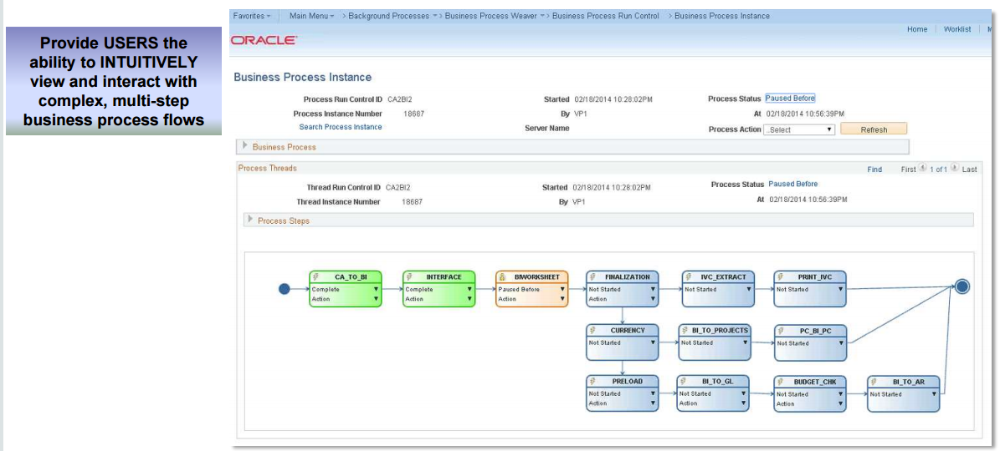 Provide USERS the
ability to INTUITIVELY
view and interact with
complex, multi-step
business process flows
Favorites Main Menu > Background Processes > Business Process Weaver > Business Process Run Control > Business Process Instance
Home Worklist
ORACLE
Business Process Instance
Process Run Control ID CA2BI2 Started 02/18/2014 10:28:02PM Process Status Paused Before
Process Instance Number 18687 By VP1 At 02/18/2014 10:56:39PM
Search Process Instance Server Name Process Action ..Select Refresh
Business Process
Process Threads Find First 1 of 1 Last
Thread Run Control ID CA2BI2 Started 02/18/2014 10:28:02PM Process Status Paused Before
Thread Instance Number 18687 By VP1 At 02/18/2014 10:56:39PM
Process Steps
CA_TO_BI INTERFACE BIWORKSHEET FINALIZATION IVC_EXTRACT PRINT_IVC
Complete Complete Paused Before Not Started Not Started Not Started
Action Action Action Action
CURRENCY BI_TO_PROJECTS PC_BI_PC
Not Started Not Started Not Started
PRELOAD BI_TO_GL BUDGET_CHK BI_TO_AR
Not Started Not Started Not Started Not Started
Action Action Action